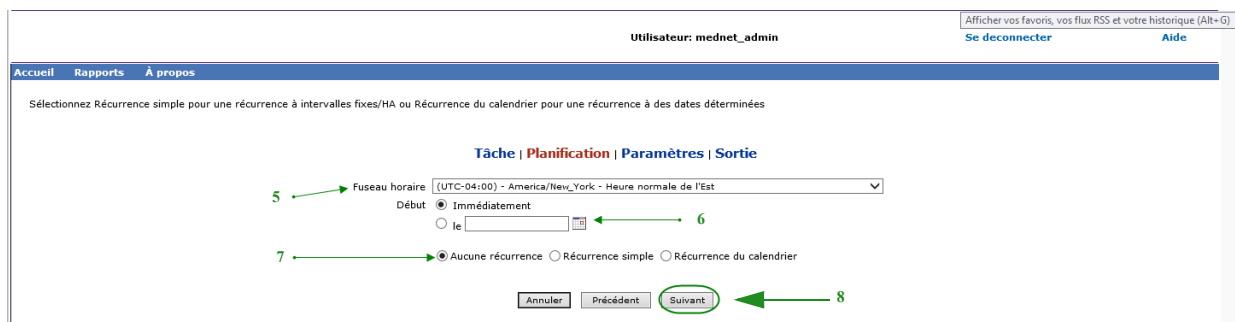 Afficher vos favoris, vos flux RSS et votre historique (Alt+G)
Utilisateur: mednet_admin Se deconnecter Aide
Accueil Rapports À propos
Sélectionnez Récurrence simple pour une récurrence à intervalles fixes/HA ou Récurrence du calendrier pour une récurrence à des dates déterminées
Tâche | Planification | Paramètres | Sortie
5 Fuseau horaire (UTC-04:00) - America/New_York - Heure normale de l'Est
Début Immédiatement
le 6
7 Aucune récurrence Récurrence simple Récurrence du calendrier
Annuler Précédent Suivant 8